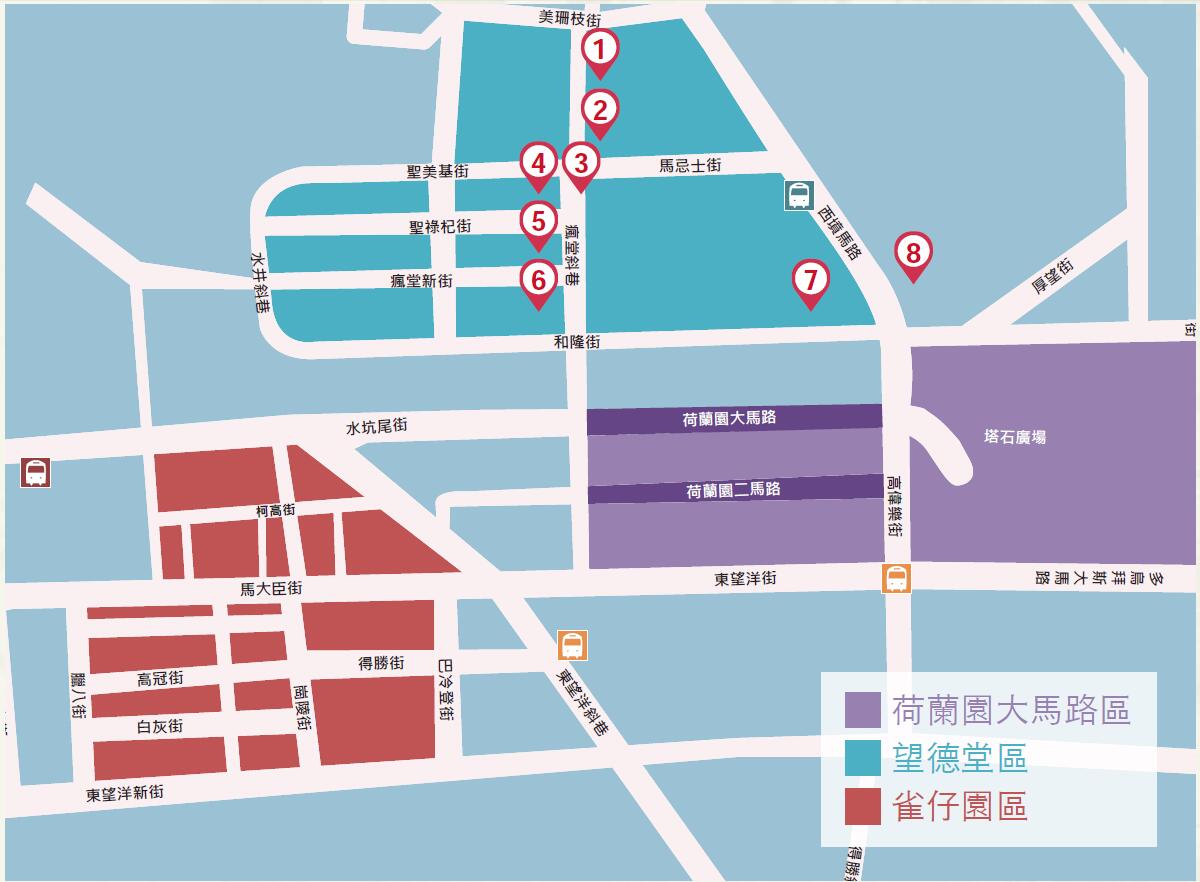 美珊枝街
1
2
聖美基街
4
3
馬忌士街
聖祿杞街
5
西墳馬路
8
瘋堂斜巷
水井斜巷
瘋堂新街
6
7
厚望街
和隆街
街
水坑尾街
荷蘭園大馬路
塔石廣場
荷蘭園二馬路
高偉樂街
柯高街
馬大臣街
東望洋街
多鳥拜斯大馬路
得勝街
高冠街
臘八街
巴冷登街
東望洋斜巷
白灰街
東望洋新街
荷蘭園大馬路區
望德堂區
雀仔園區
得勝